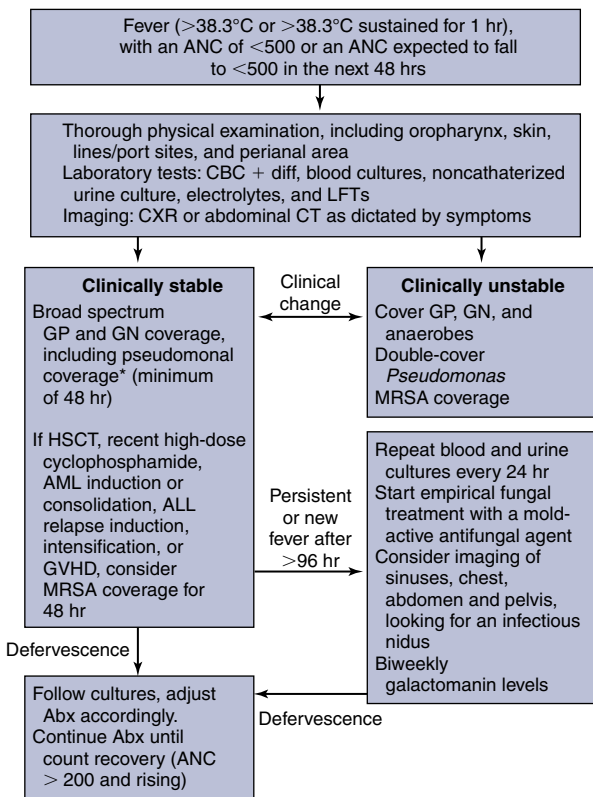 Fever (>38.3°C or >38.3°C sustained for 1 hr),
with an ANC of <500 or an ANC expected to fall
to <500 in the next 48 hrs
Thorough physical examination, including oropharynx, skin,
lines/port sites, and perianal area
Laboratory tests: CBC + diff, blood cultures, noncathaterized
urine culture, electrolytes, and LFTs
Imaging: CXR or abdominal CT as dictated by symptoms
Clinically stable
Broad spectrum
GP and GN coverage,
including pseudomonal
coverage* (minimum
of 48 hr)
If HSCT, recent high-dose
cyclophosphamide,
AML induction or
consolidation, ALL
relapse induction,
intensification, or
GVHD, consider
MRSA coverage for
48 hr
Clinical
change
Clinically unstable
Cover GP, GN, and
anaerobes
Double-cover
Pseudomonas
MRSA coverage
Persistent
or new
fever after
>96 hr
Repeat blood and urine
cultures every 24 hr
Start empirical fungal
treatment with a mold-
active antifungal agent
Consider imaging of
sinuses, chest,
abdomen and pelvis,
looking for an infectious
nidus
Biweekly
galactomanin levels
Defervescence
Defervescence
Follow cultures, adjust
Abx accordingly.
Continue Abx until
count recovery (ANC
> 200 and rising)